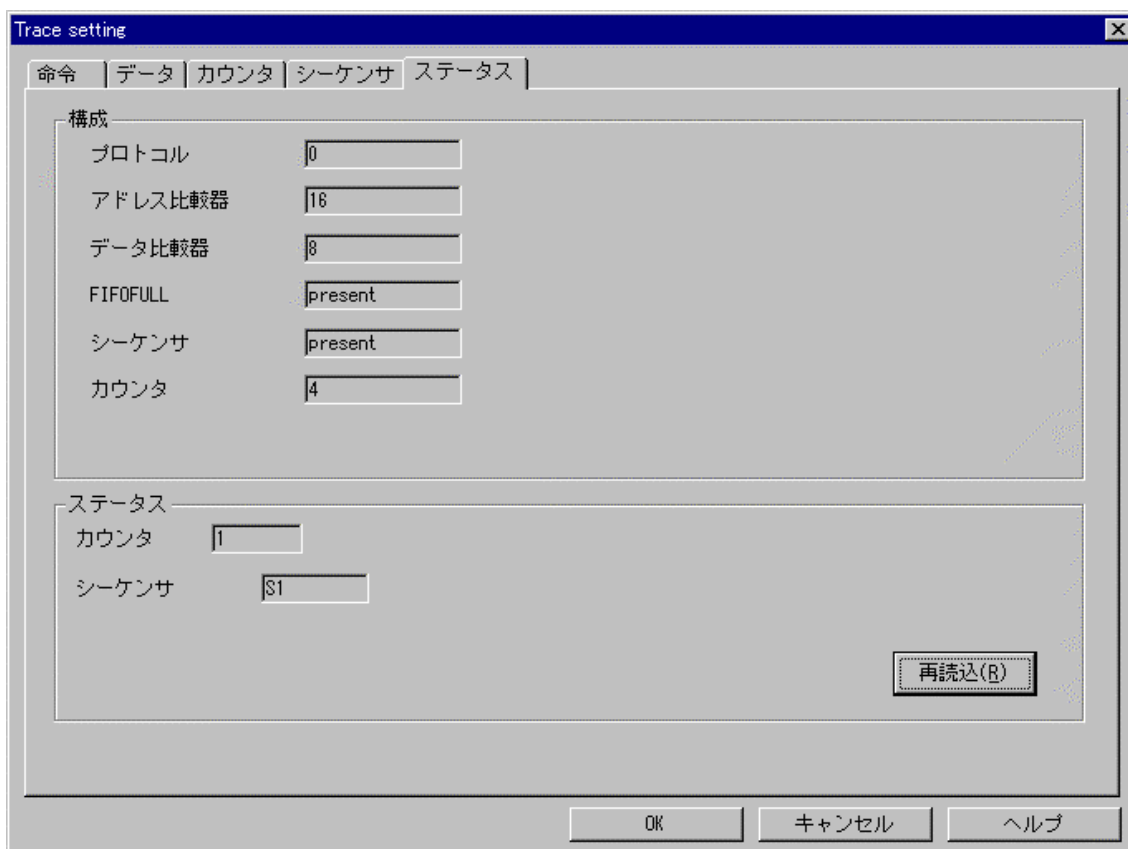 Trace setting
命令 データ カウンタ シーケンサ ステータス
構成
プロトコル 0
アドレス比較器 16
データ比較器 8
FIFOFULL present
シーケンサ present
カウンタ 4
ステータス
カウンタ 1
シーケンサ S1
再読込(R)
OK キャンセル ヘルプ